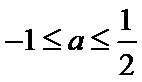 −1 ≤ a ≤ 1/2